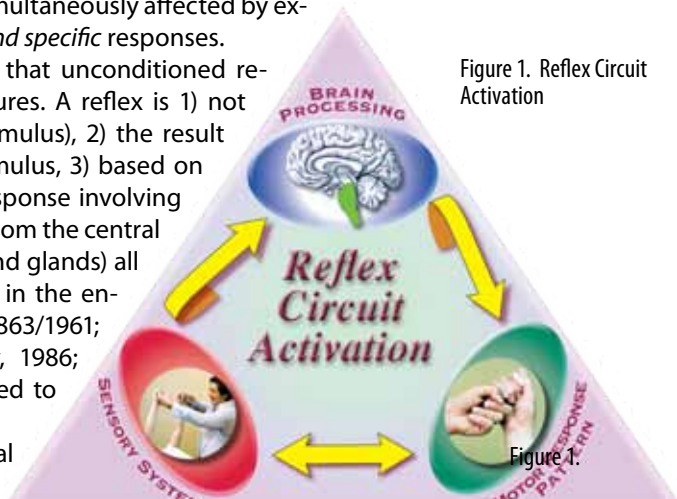 multaneously affected by ex-
nd specific responses.
that unconditioned re-
ures. A reflex is 1) not
mulus), 2) the result
mulus, 3) based on
sponse involving
om the central
nd glands) all
in the en-
863/1961;
, 1986;
ed to
al
Figure 1. Reflex Circuit
Activation
BRAIN
PROCESSING
Reflex
Circuit
Activation
SENSORY SYSTE
MOTOR RESPONSE
PATTERN
Figure 1.